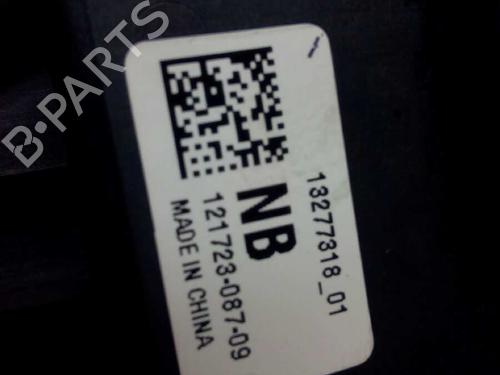 B-PARTS
13277318_01
NB
121723-087-09
MADE IN CHINA